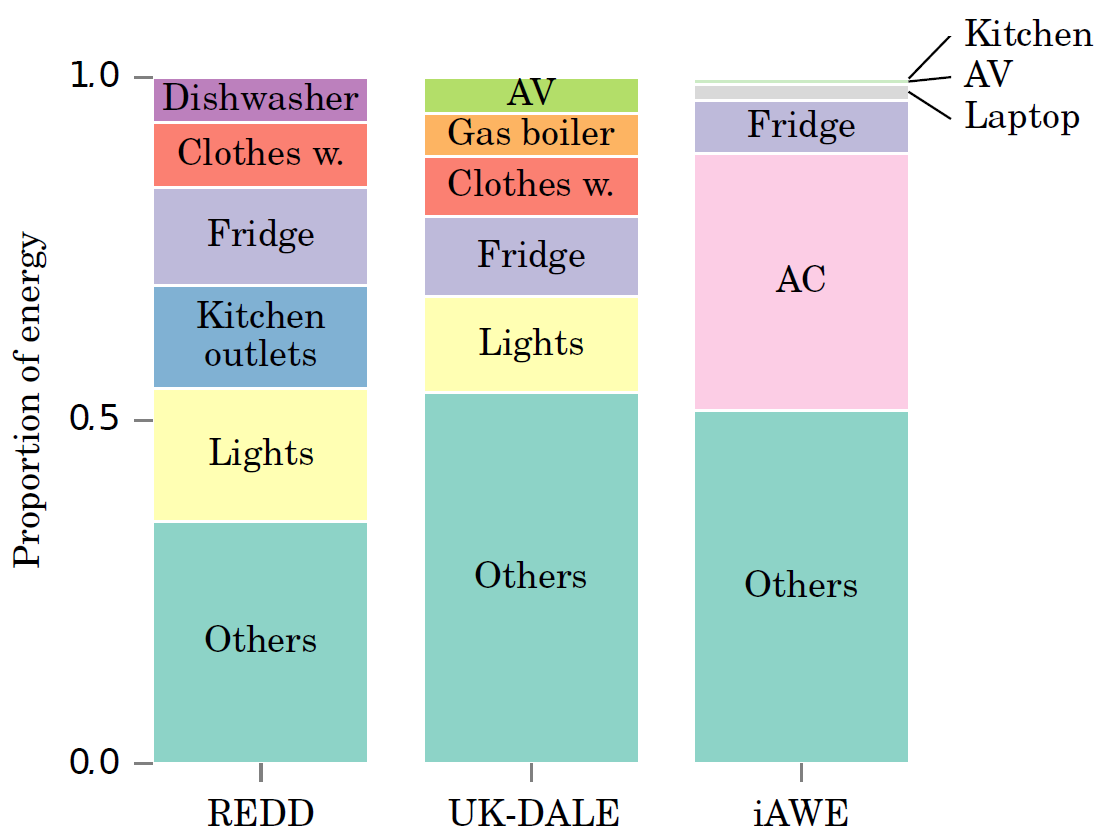 Proportion of energy
1.0
0.5
0.0
Dishwasher
Clothes w.
Fridge
Kitchen
outlets
Lights
Others
REDD
AV
Gas boiler
Clothes w.
Fridge
Lights
Others
UK-DALE
Kitchen
AV
Laptop
Fridge
AC
Others
iAWE